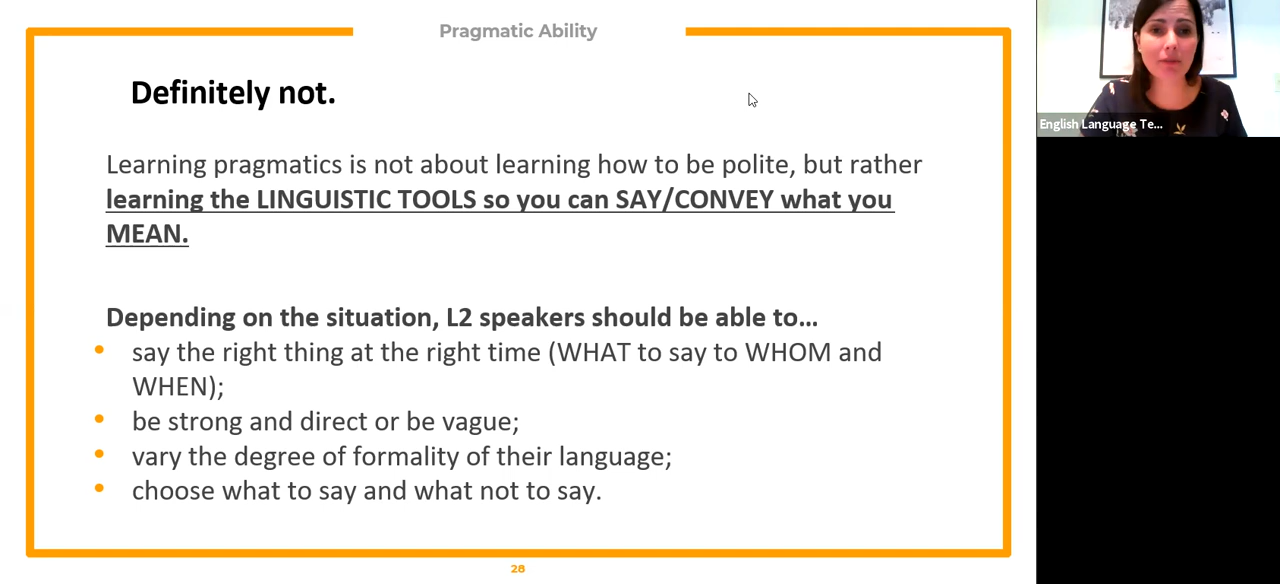 Pragmatic Ability
Definitely not.
Learning pragmatics is not about learning how to be polite, but rather
learning the LINGUISTIC TOOLS so you can SAY/CONVEY what you
MEAN.
Depending on the situation, L2 speakers should be able to…
• say the right thing at the right time (WHAT to say to WHOM and
WHEN);
• be strong and direct or be vague;
• vary the degree of formality of their language;
• choose what to say and what not to say.
28
English Language Te...